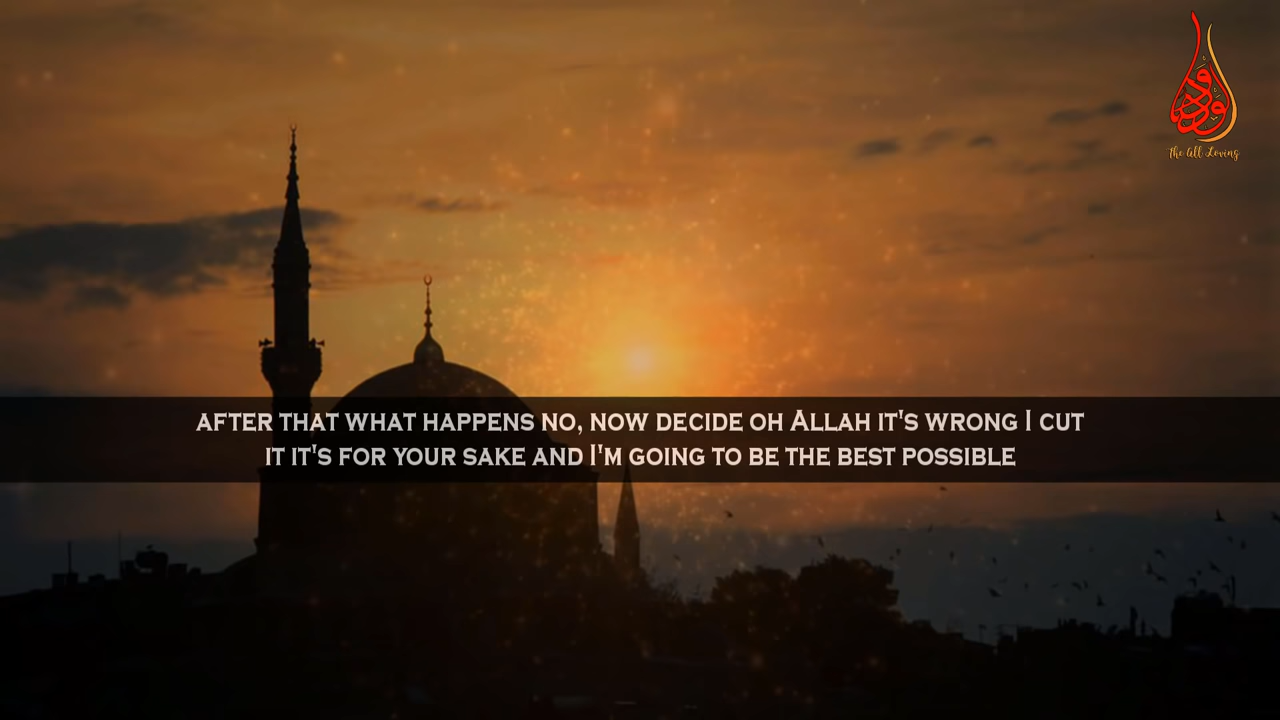 الودود
The All Loving
AFTER THAT WHAT HAPPENS NO, NOW DECIDE OH ALLAH IT'S WRONG I CUT
IT IT'S FOR YOUR SAKE AND I'M GOING TO BE THE BEST POSSIBLE